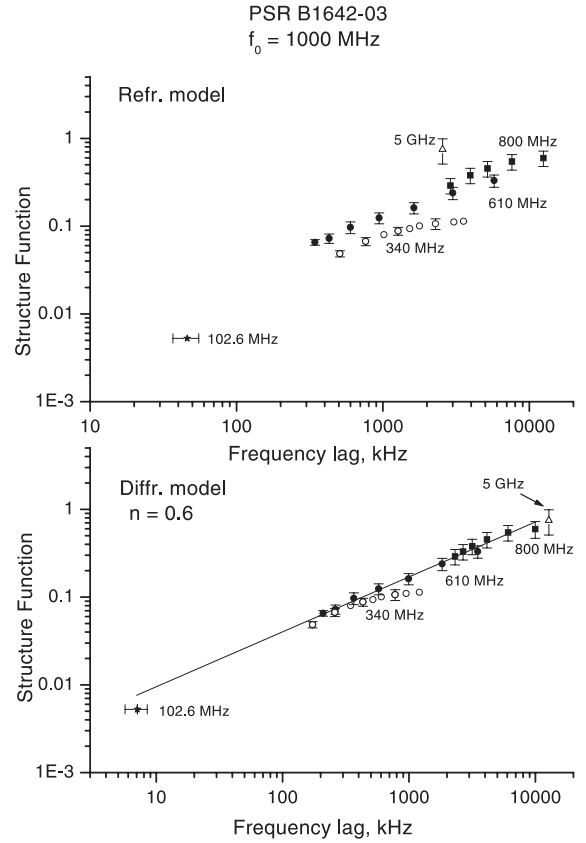 PSR B1642-03
f₀ = 1000 MHz
Refr. model
5 GHz
800 MHz
610 MHz
340 MHz
102.6 MHz
Structure Function
1
0.1
0.01
1E-3
10 100 1000 10000
Frequency lag, kHz
Diffr. model
n = 0.6
5 GHz
800 MHz
610 MHz
340 MHz
102.6 MHz
Structure Function
1
0.1
0.01
1E-3
10 100 1000 10000
Frequency lag, kHz